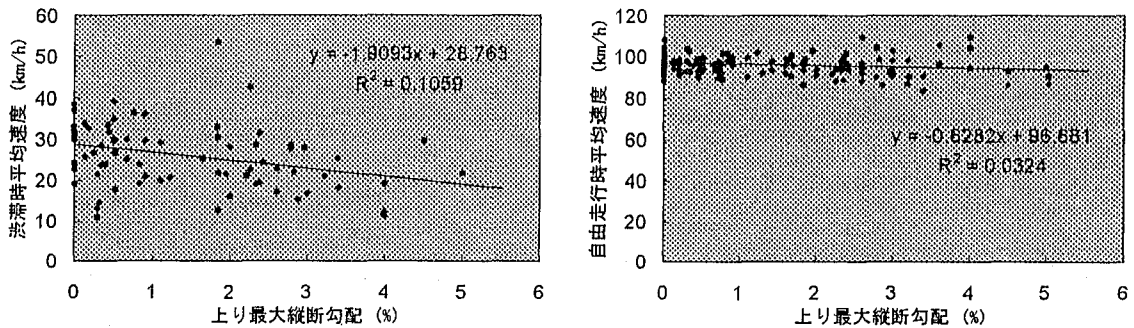 60
50
40
30
20
10
0
渋滞時平均速度 (km/h)
y = -1.9093x + 28.763
R² = 0.1059
0 1 2 3 4 5 6
上り最大縦断勾配 (%)
120
100
80
60
40
20
0
自由走行時平均速度 (km/h)
y = -0.6282x + 96.681
R² = 0.0324
0 1 2 3 4 5 6
上り最大縦断勾配 (%)